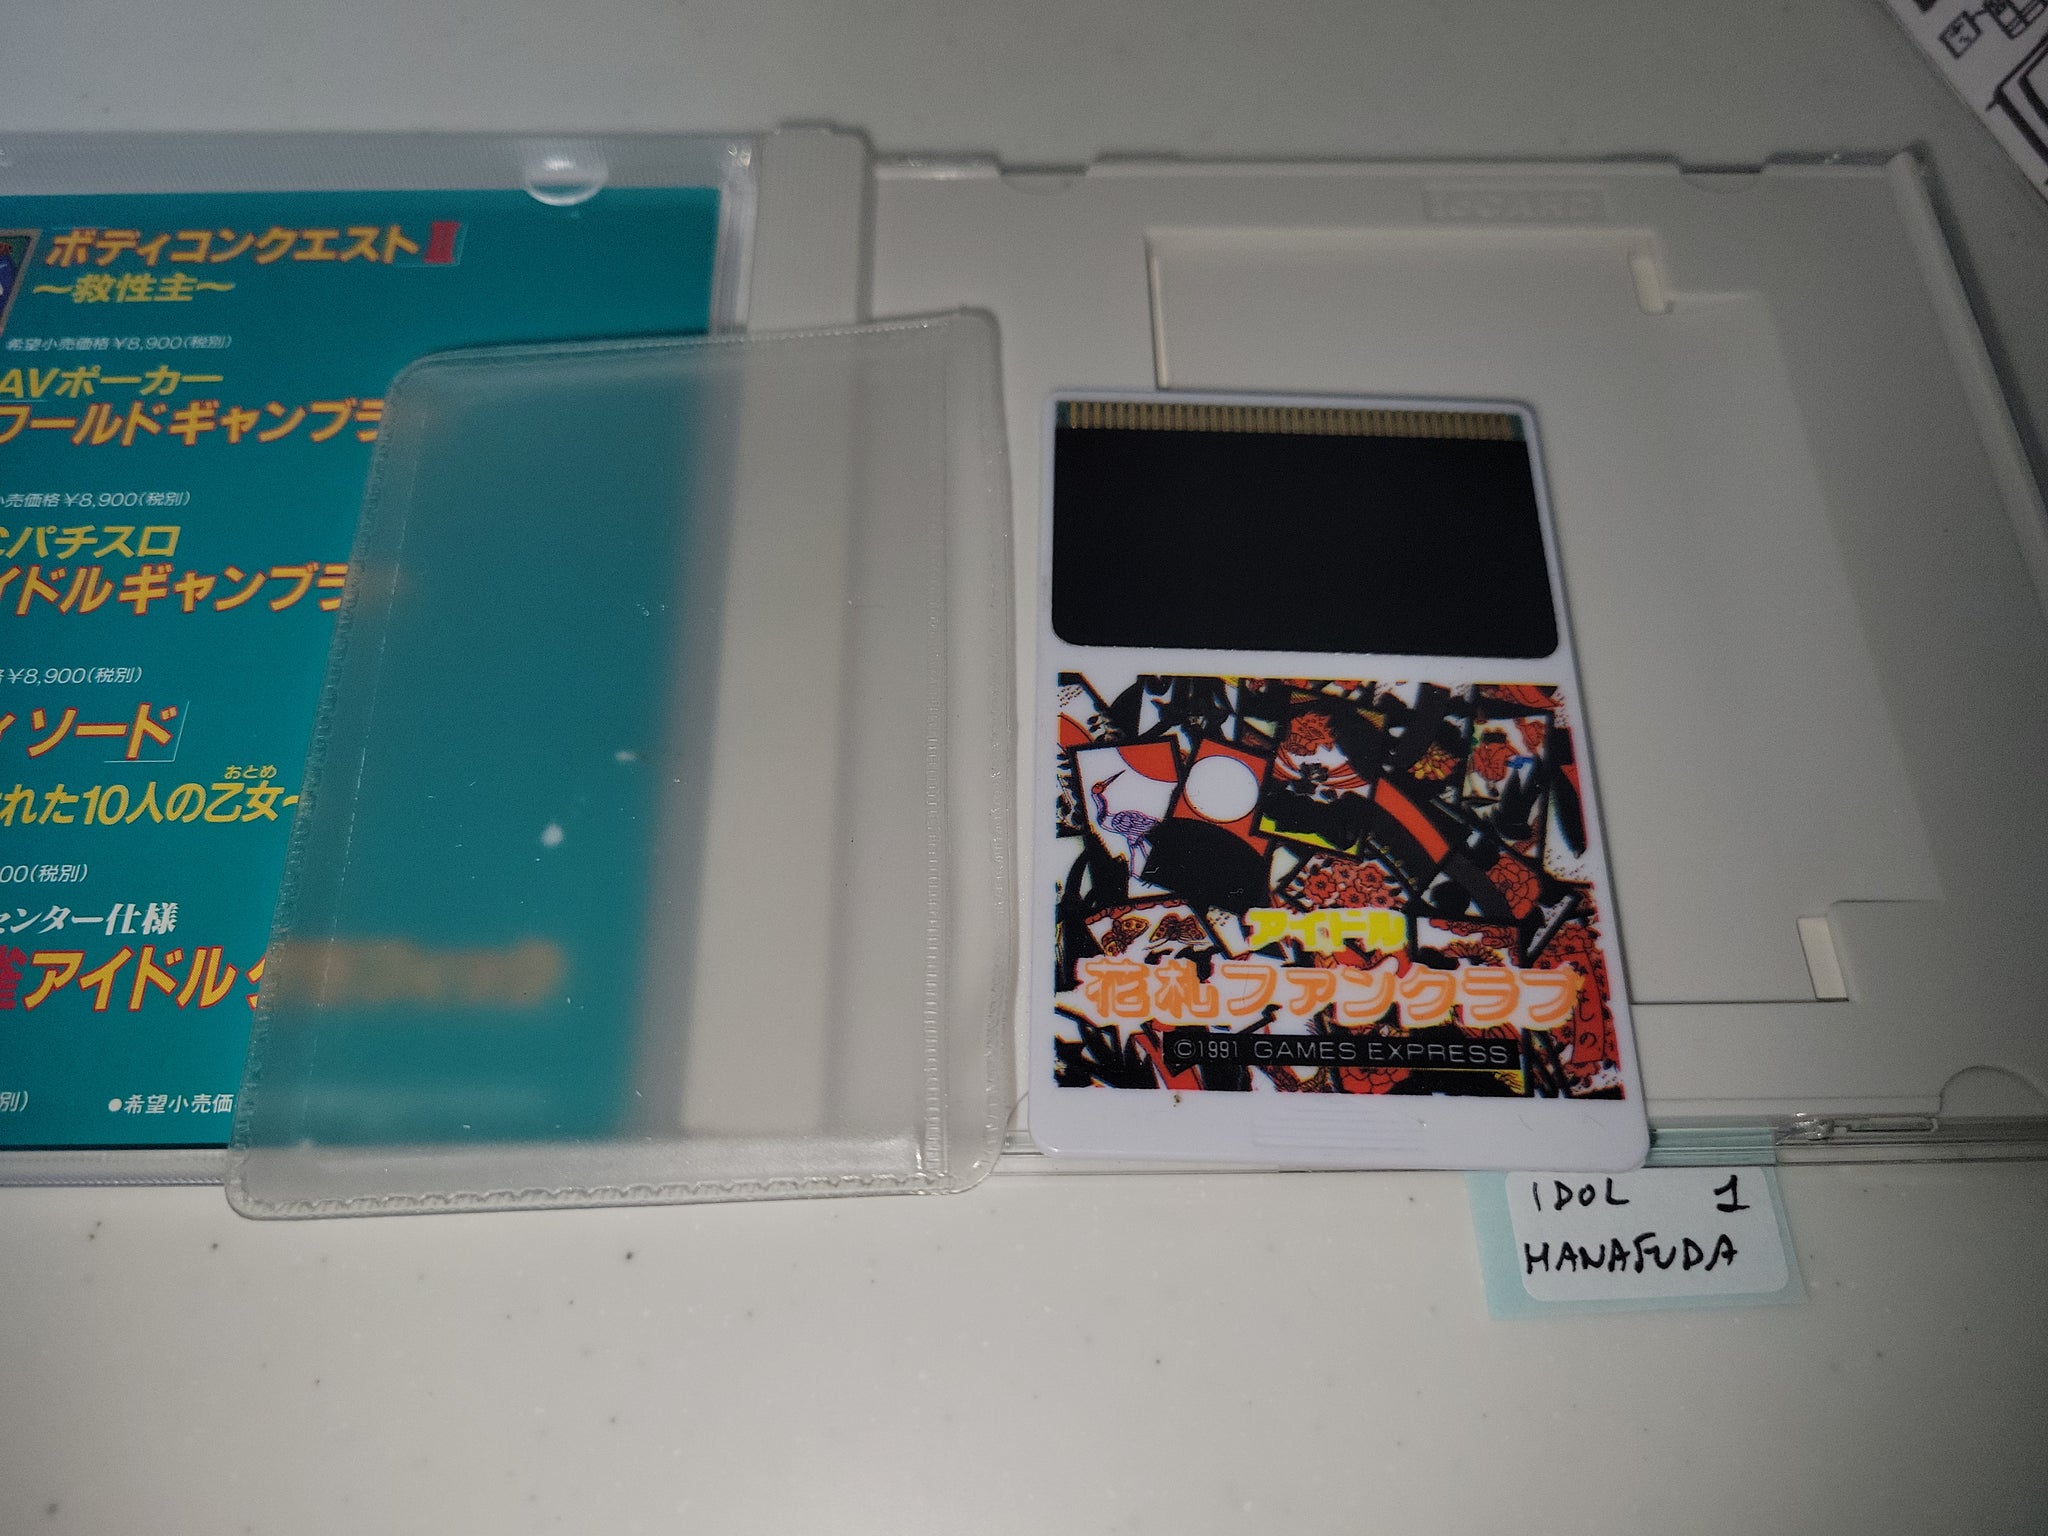 ボディコンクエストII
～救性主～
希望小売価格¥8,900(税別)
AVポーカー
ワールドギャンブラ
小売価格¥8,900(税別)
パチスロ
イドルギャンブラ
¥8,900(税別)
ソード
おとめ
れた10人の乙女～
00(税別)
センター仕様
雀アイドル
別)
●希望小売価
アイドル
花札ファンクラブ
©1991 GAMES EXPRESS
IDOL 1
HANAFUDA